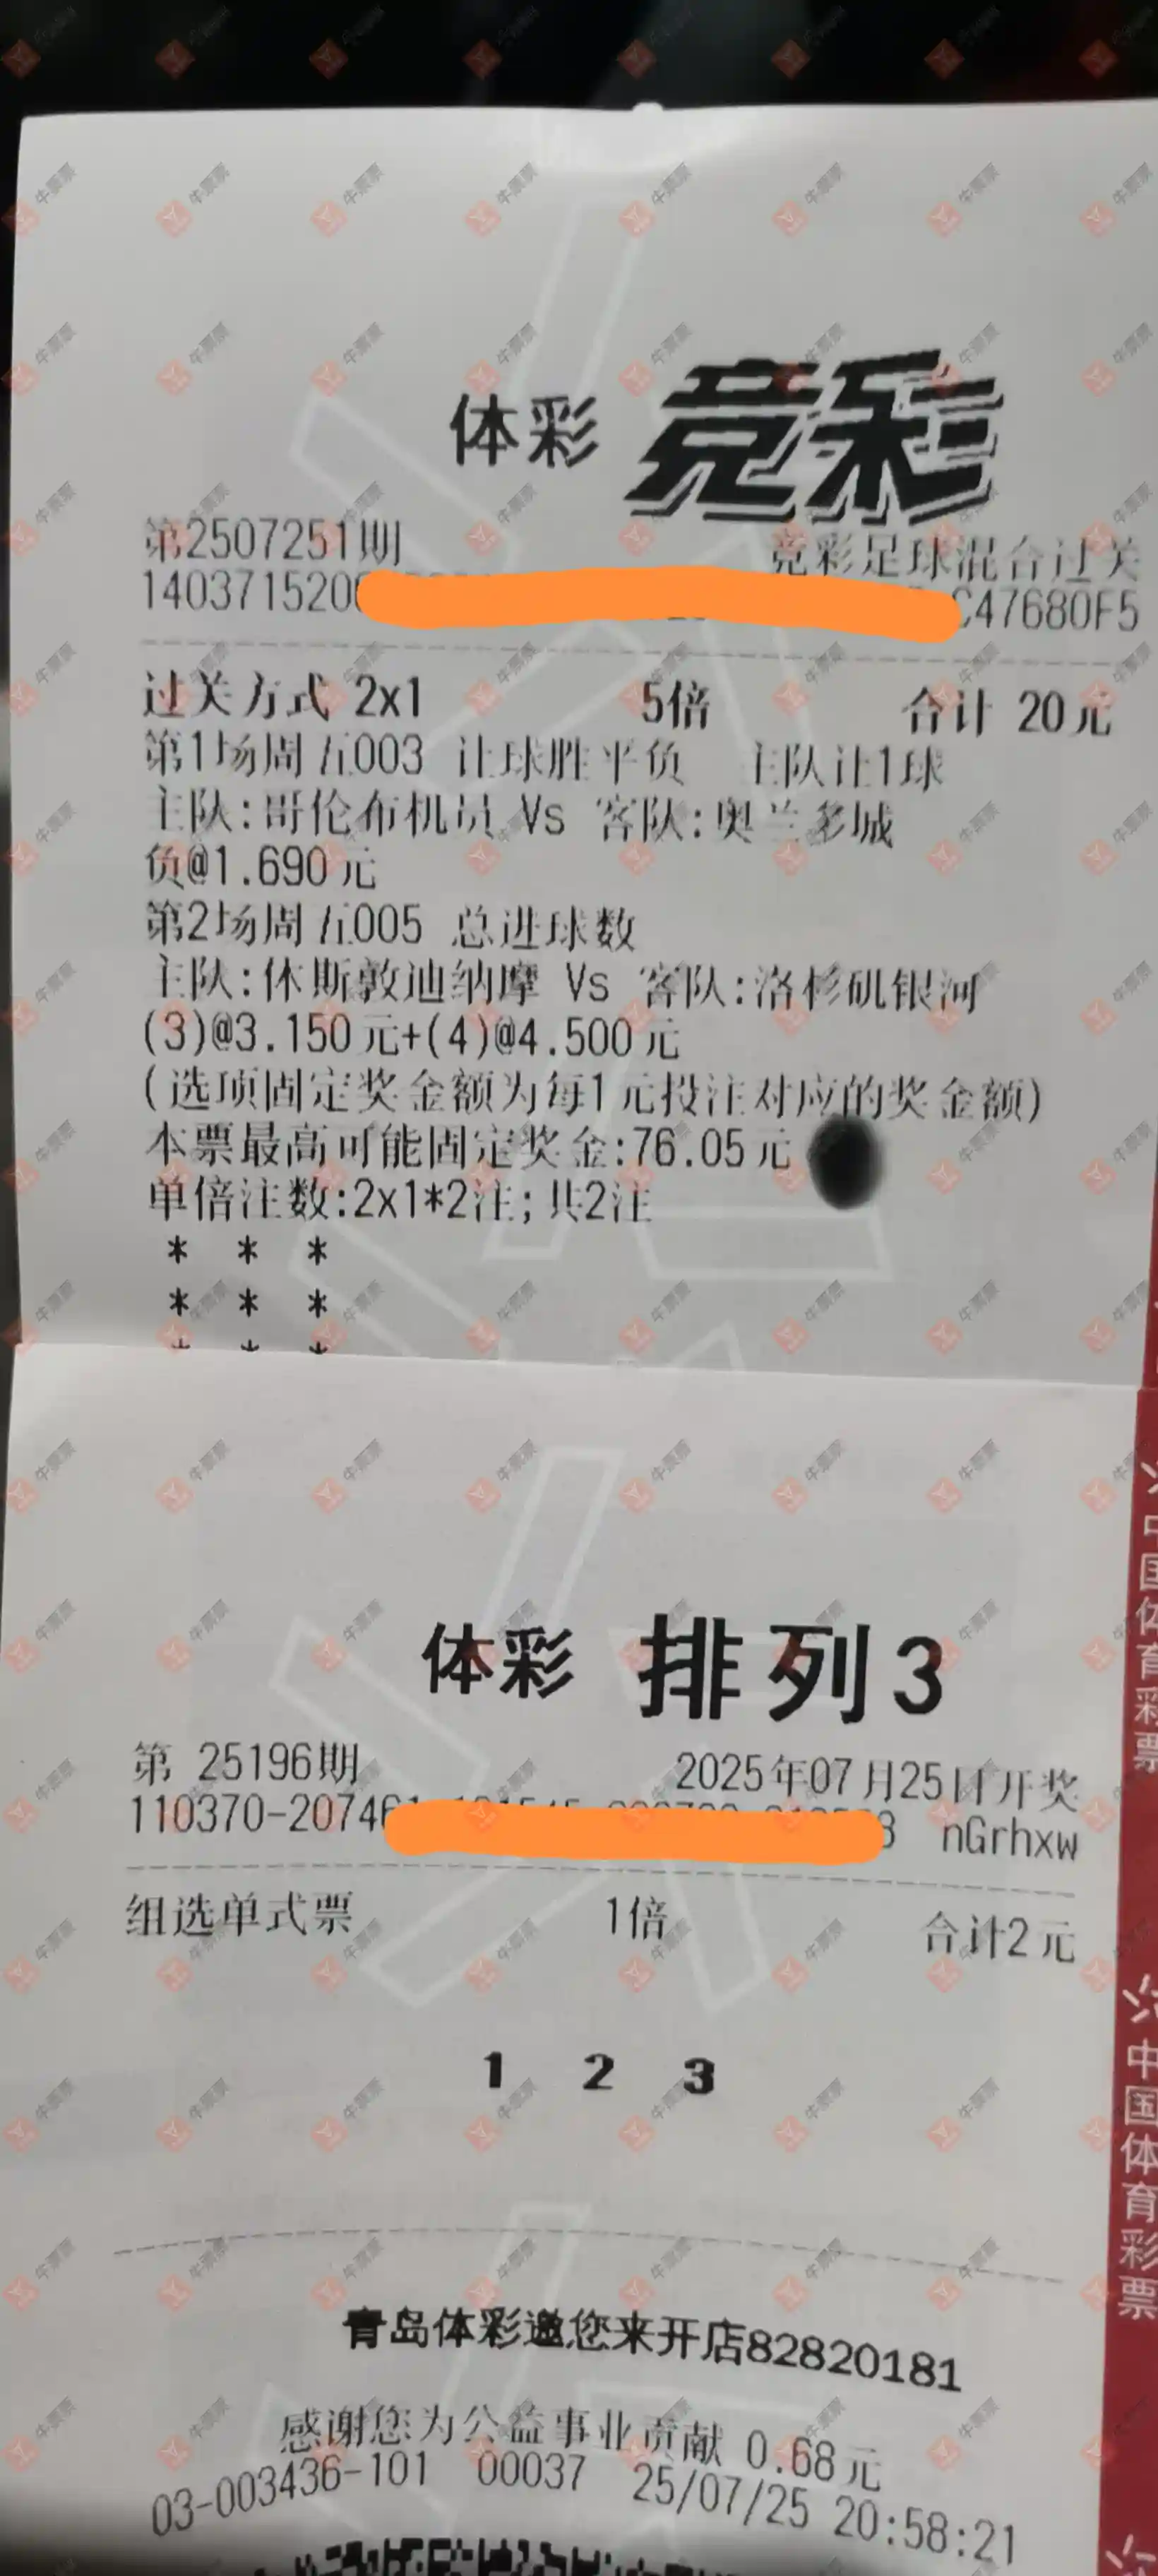 体彩 竞彩
第2507251期 竞彩足球混合过关
14037152 C47680F5
过关方式 2x1 5倍 合计 20元
第1场周五003 让球胜平负 主队让1球
主队:哥伦布机员 Vs 客队:奥兰多城
负@1.690元
第2场周五005 总进球数
主队:休斯敦迪纳摩 Vs 客队:洛杉矶银河
(3)@3.150元+(4)@4.500元
(选项固定奖金额为每1元投注对应的奖金额)
本票最高可能固定奖金:76.05元
单倍注数:2x1*2注;共2注
* * *
* * *
* * *
体彩 排列3
第 25196期 2025年07月25日开奖
110370-2074 nGrhxw
组选单式票 1倍 合计2元
1 2 3
青岛体彩邀您来开店82820181
感谢您为公益事业贡献 0.68元
03-003436-101 00037 25/07/25 20:58:21
中国体育彩票
中国体育彩票
牛票票